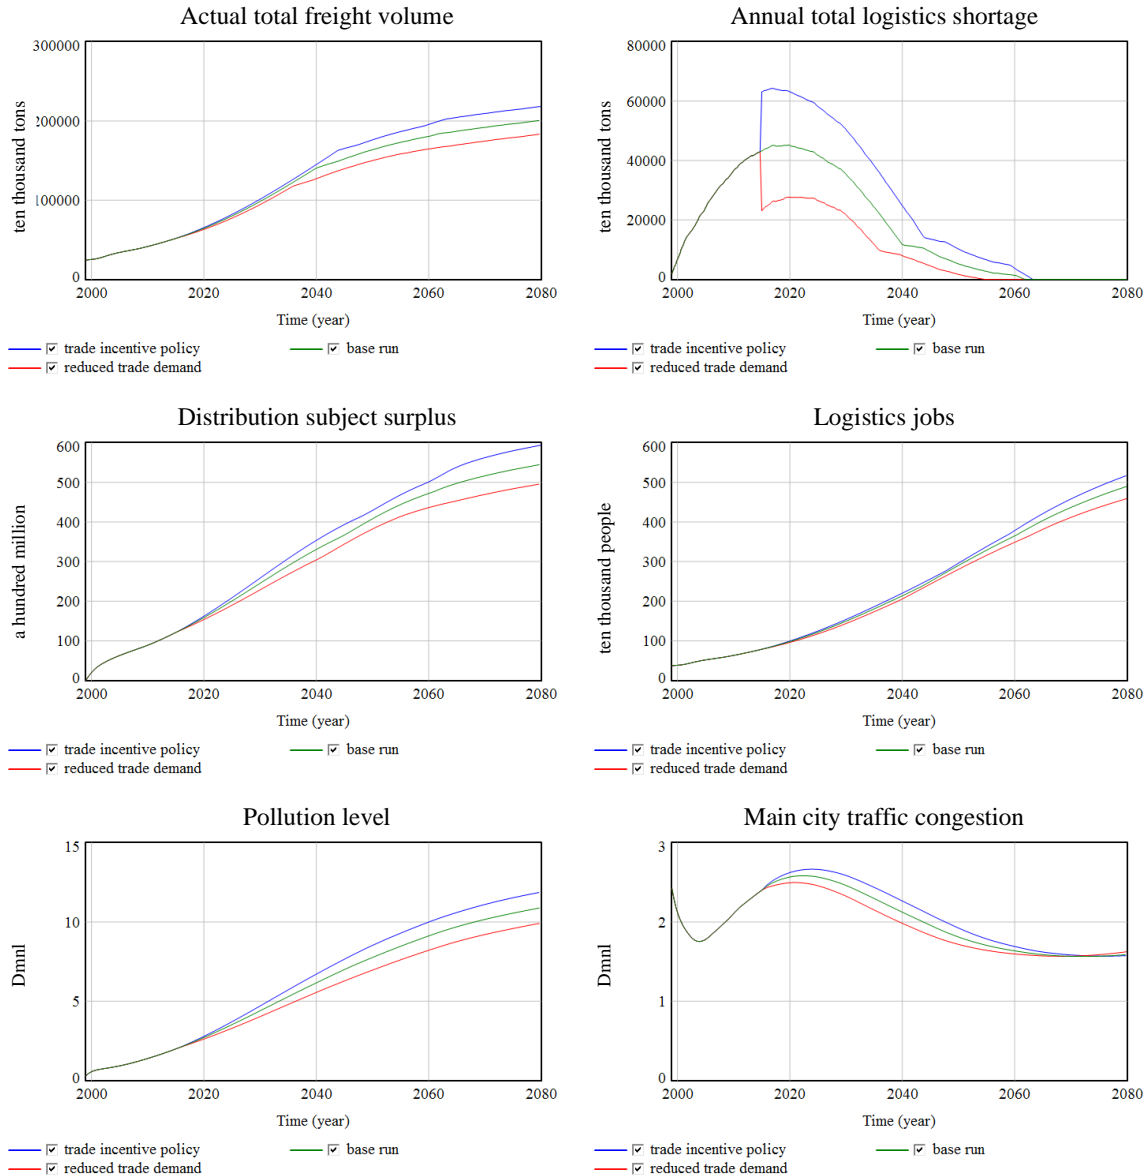 Actual total freight volume
Annual total logistics shortage
ten thousand tons
300000
200000
100000
0
2000 2020 2040 2060 2080
Time (year)
trade incentive policy base run
reduced trade demand
ten thousand tons
80000
60000
40000
20000
0
2000 2020 2040 2060 2080
Time (year)
trade incentive policy base run
reduced trade demand
Distribution subject surplus
Logistics jobs
a hundred million
600
500
400
300
200
100
0
2000 2020 2040 2060 2080
Time (year)
trade incentive policy base run
reduced trade demand
ten thousand people
600
500
400
300
200
100
0
2000 2020 2040 2060 2080
Time (year)
trade incentive policy base run
reduced trade demand
Pollution level
Main city traffic congestion
Dmnl
15
10
5
0
2000 2020 2040 2060 2080
Time (year)
trade incentive policy base run
reduced trade demand
Dmnl
3
2
1
0
2000 2020 2040 2060 2080
Time (year)
trade incentive policy base run
reduced trade demand